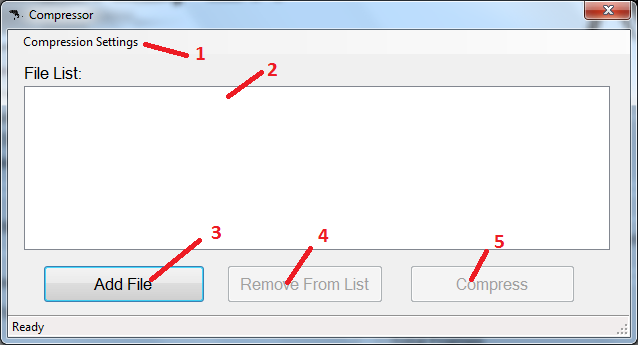 Compressor
Compression Settings
1
File List:
2
3
4
5
Add File
Remove From List
Compress
Ready